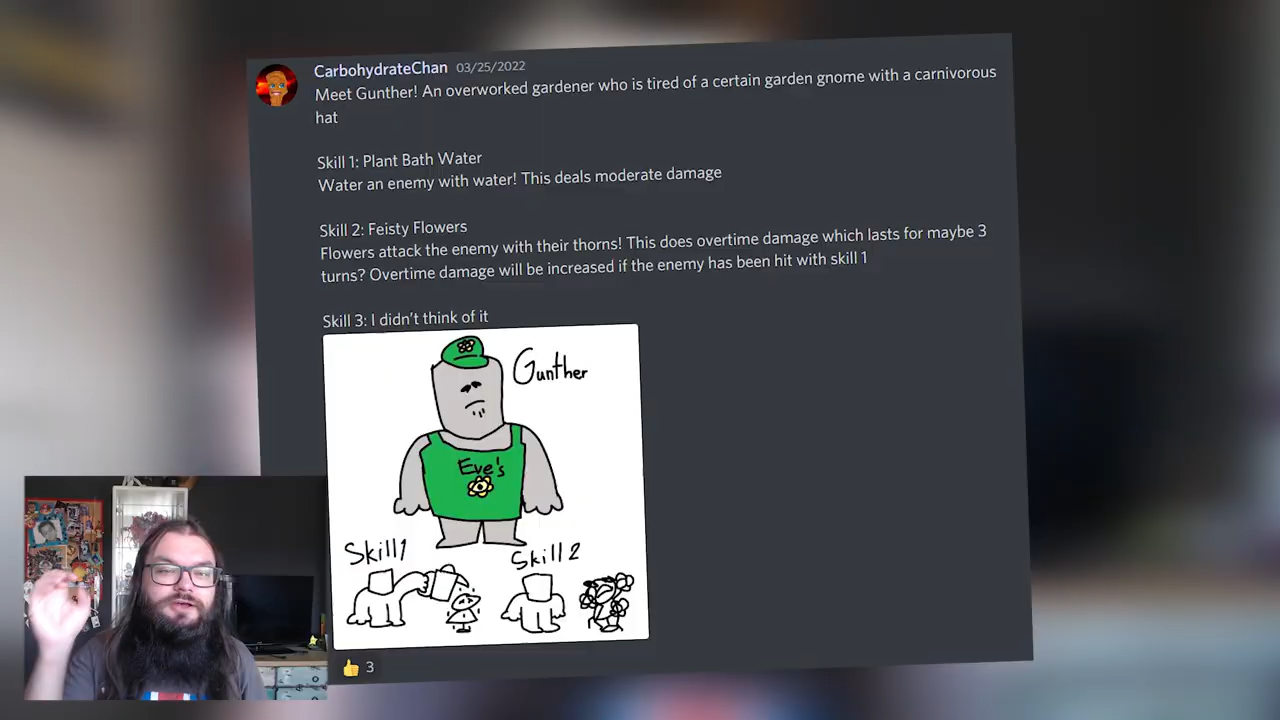 CarbohydrateChan 03/25/2022
Meet Gunther! An overworked gardener who is tired of a certain garden gnome with a carnivorous
hat
Skill 1: Plant Bath Water
Water an enemy with water! This deals moderate damage
Skill 2: Feisty Flowers
Flowers attack the enemy with their thorns! This does overtime damage which lasts for maybe 3
turns? Overtime damage will be increased if the enemy has been hit with skill 1
Skill 3: I didn't think of it
Gunther
Eve's
Skill 1
Skill 2
3